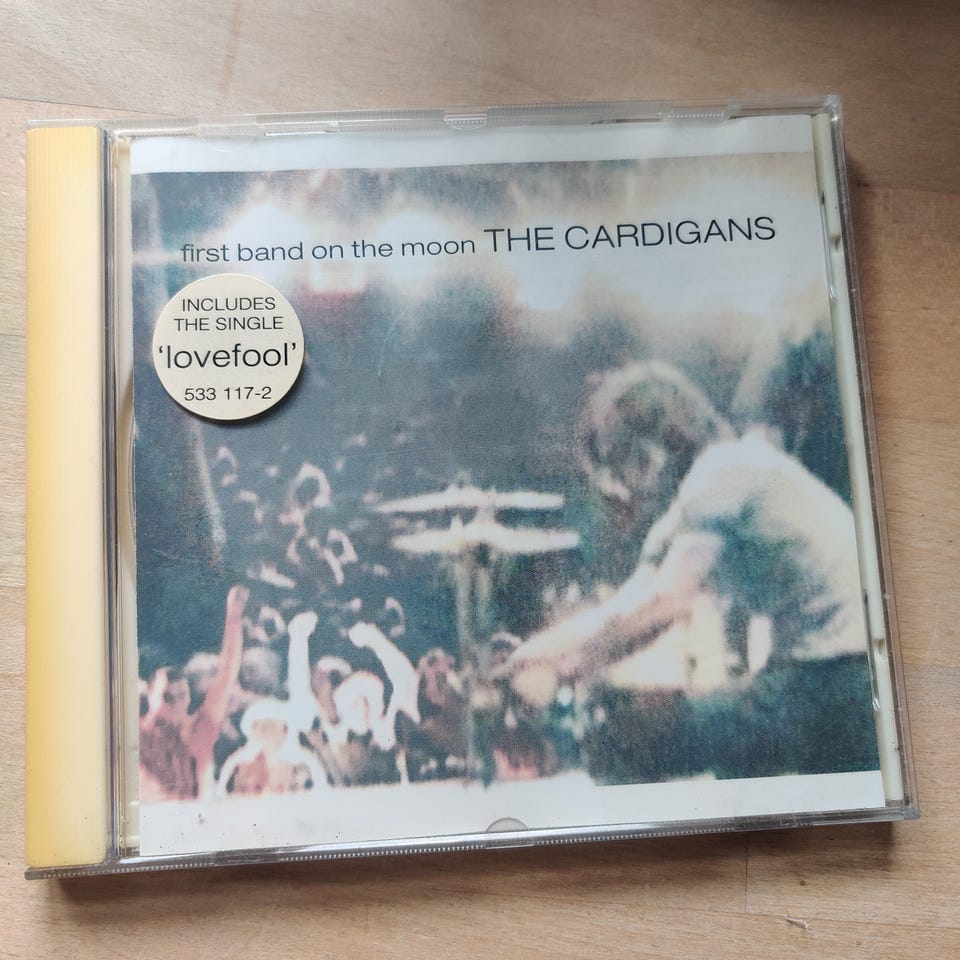 first band on the moon THE CARDIGANS
INCLUDES
THE SINGLE
‘lovefool’
533 117-2